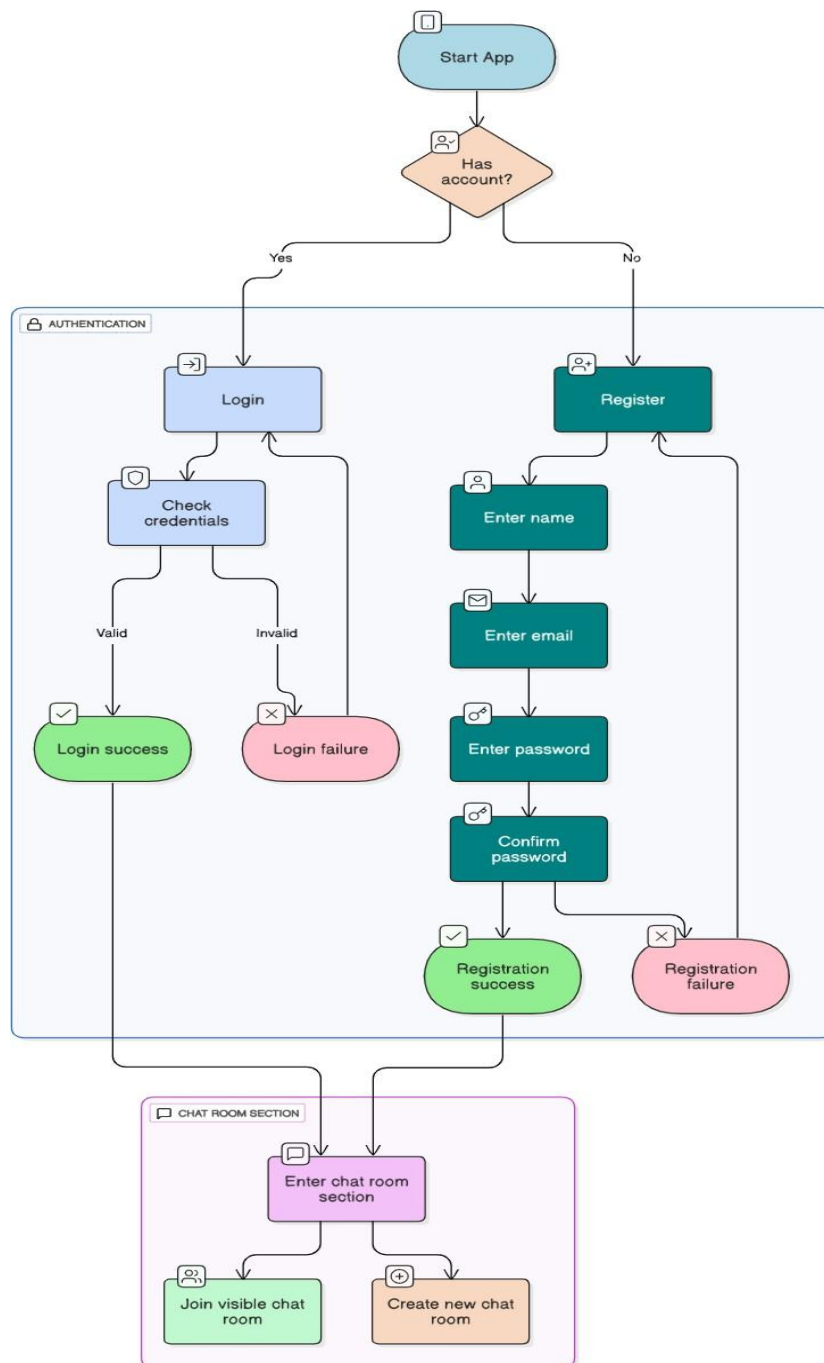 Start App
Has
account?
Yes
No
AUTHENTICATION
Login
Register
Check
credentials
Enter name
Valid
Invalid
Enter email
Login success
Login failure
Enter password
Confirm
password
Registration
success
Registration
failure
CHAT ROOM SECTION
Enter chat room
section
Join visible chat
room
Create new chat
room